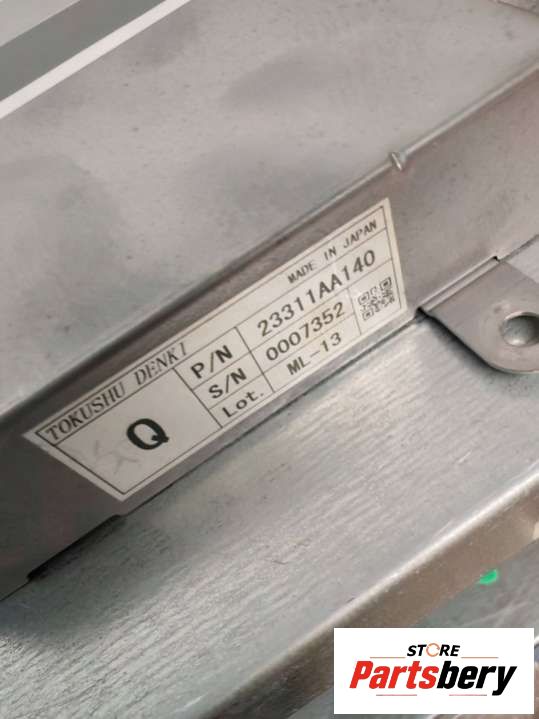 TOKUSHU DENKI MADE IN JAPAN
Q
P/N 23311AA140
S/N 0007352
Lot. ML-13
STORE
Partsbery